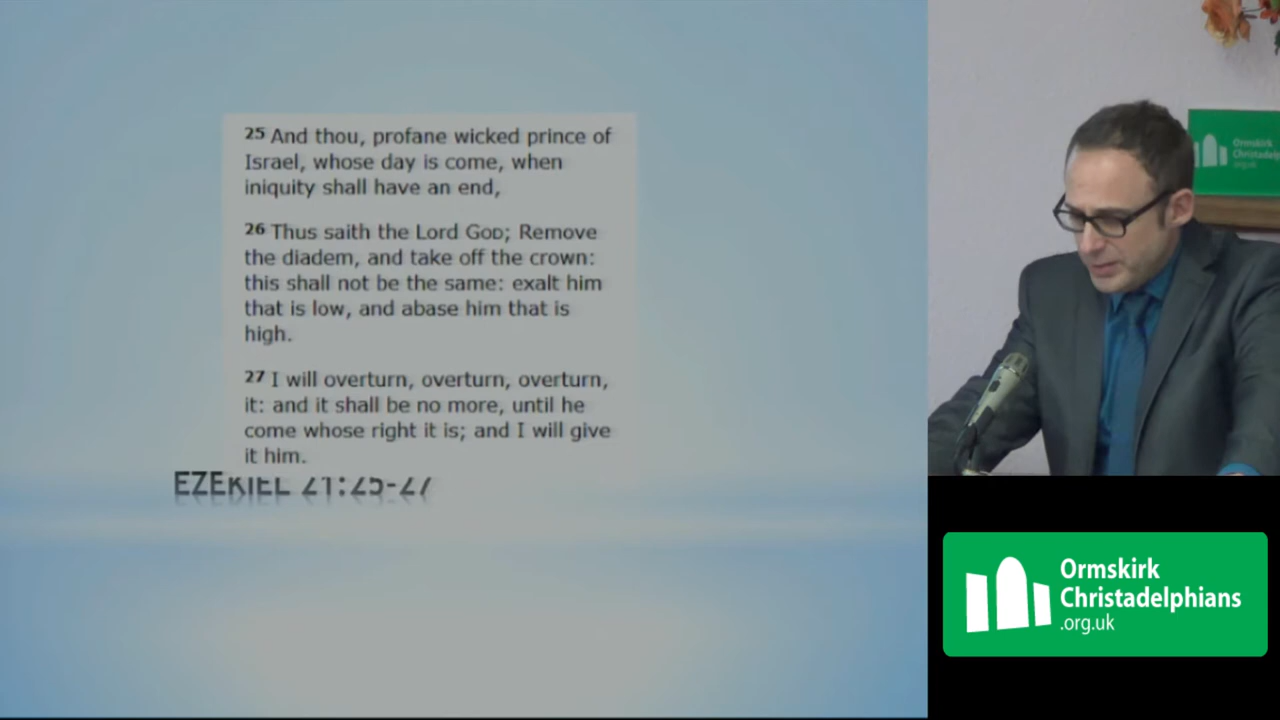 25 And thou, profane wicked prince of
Israel, whose day is come, when
iniquity shall have an end,
26 Thus saith the Lord GOD; Remove
the diadem, and take off the crown:
this shall not be the same: exalt him
that is low, and abase him that is
high.
27 I will overturn, overturn, overturn,
it: and it shall be no more, until he
come whose right it is; and I will give
it him.
EZEKIEL 21:25-27
Ormskirk
Christadelp
org.uk
Ormskirk
Christadelphians
.org.uk